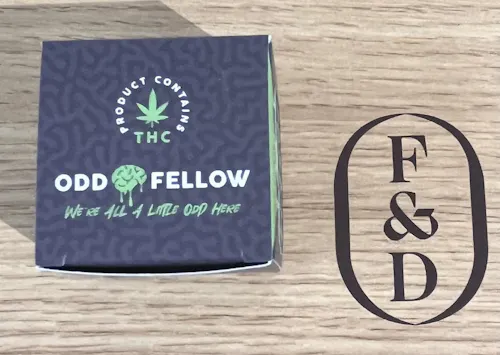 PRODUCT CONTAINS
THC
ODD FELLOW
WE'RE ALL A LITTLE ODD HERE
F
&
D